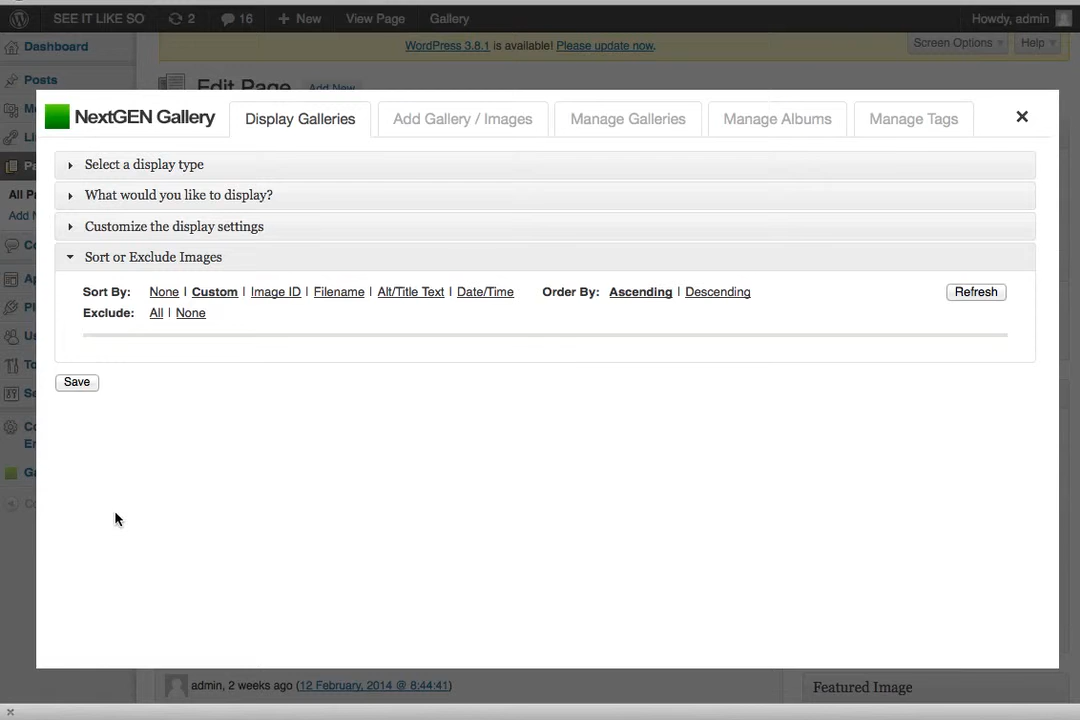 SEE IT LIKE SO 2 16 + New View Page Gallery Howdy, admin
Dashboard
WordPress 3.8.1 is available! Please update now.
Screen Options Help
Posts
Edit Page Add New
NextGEN Gallery
Display Galleries Add Gallery / Images Manage Galleries Manage Albums Manage Tags
Select a display type
What would you like to display?
Customize the display settings
Sort or Exclude Images
Sort By: None | Custom | Image ID | Filename | Alt/Title Text | Date/Time Order By: Ascending | Descending Refresh
Exclude: All | None
Save
All P
Add N
admin, 2 weeks ago (12 February, 2014 @ 8:44:41)
Featured Image